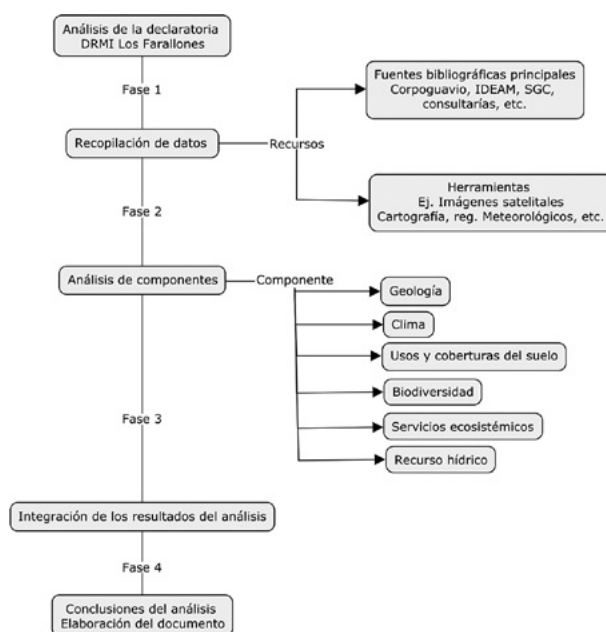 Análisis de la declaratoria
DRMI Los Farallones
Fase 1
Fuentes bibliográficas principales
Corpoguavio, IDEAM, SGC,
consultarías, etc.
Recopilación de datos
Recursos
Herramientas
Ej. Imágenes satelitales
Cartografía, reg. Meteorológicos, etc.
Fase 2
Análisis de componentes
Componente
Geología
Clima
Usos y coberturas del suelo
Biodiversidad
Servicios ecosistémicos
Recurso hídrico
Fase 3
Integración de los resultados del análisis
Fase 4
Conclusiones del análisis
Elaboración del documento